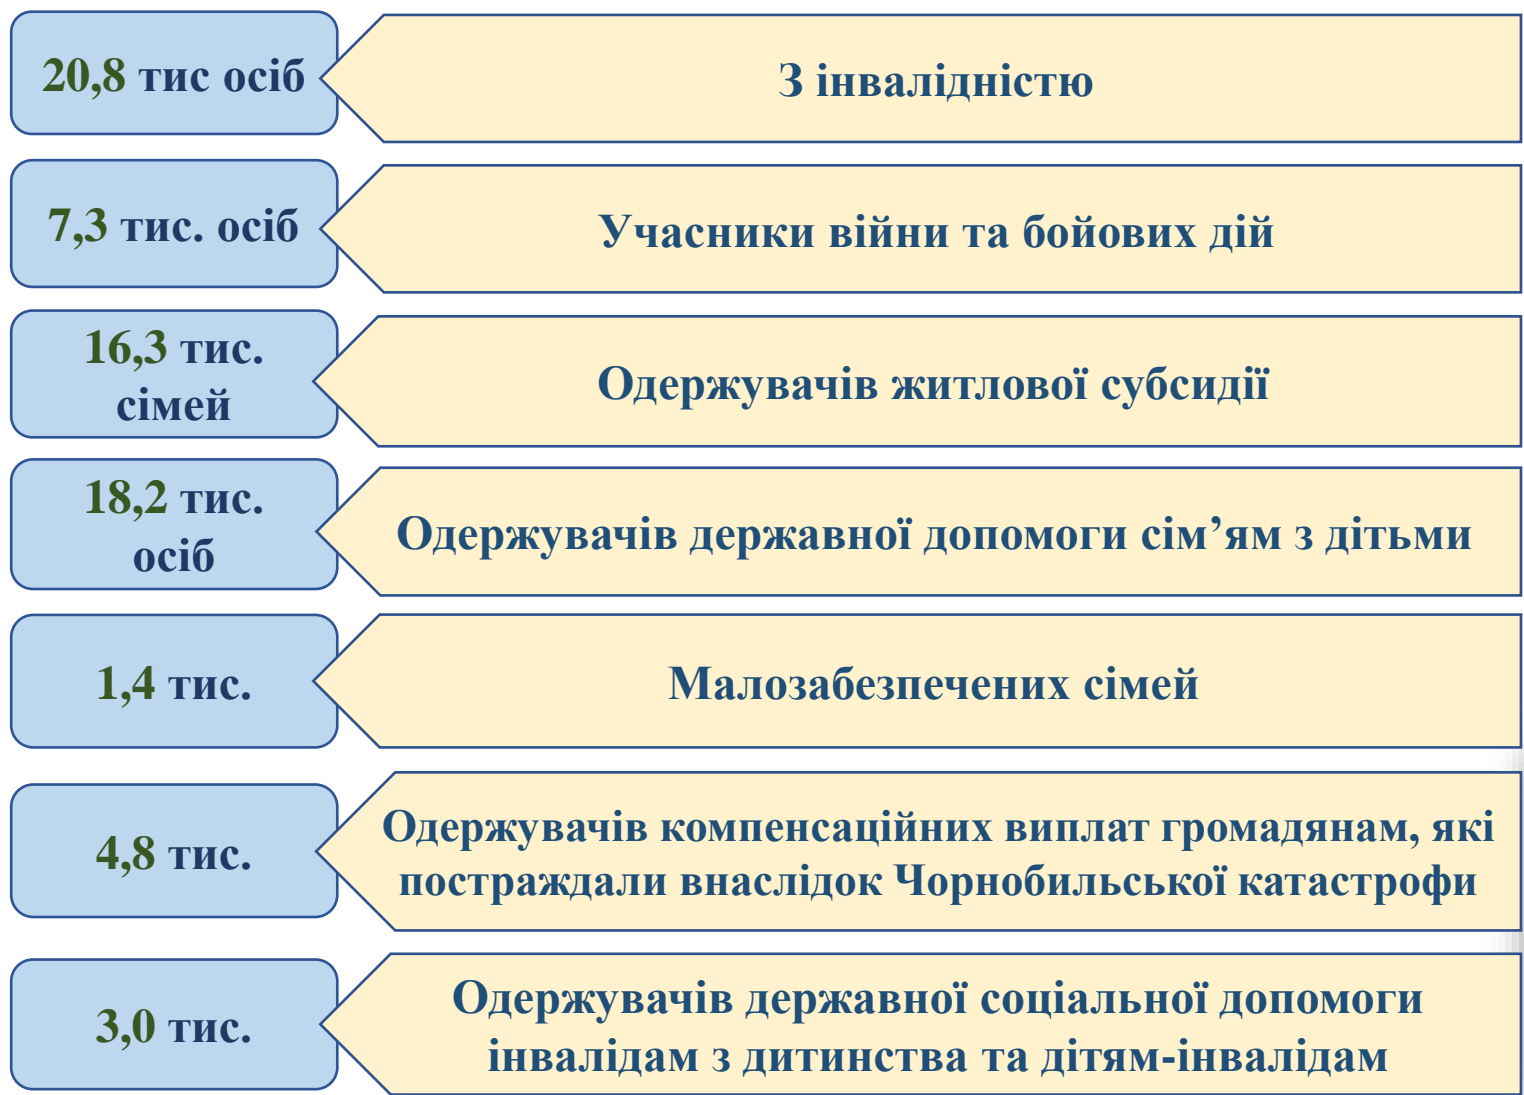 20,8 тис осіб
З інвалідністю
7,3 тис. осіб
Учасники війни та бойових дій
16,3 тис.
сімей
Одержувачів житлової субсидії
18,2 тис.
осіб
Одержувачів державної допомоги сім’ям з дітьми
1,4 тис.
Малозабезпечених сімей
4,8 тис.
Одержувачів компенсаційних виплат громадянам, які
постраждали внаслідок Чорнобильської катастрофи
3,0 тис.
Одержувачів державної соціальної допомоги
інвалідам з дитинства та дітям-інвалідам